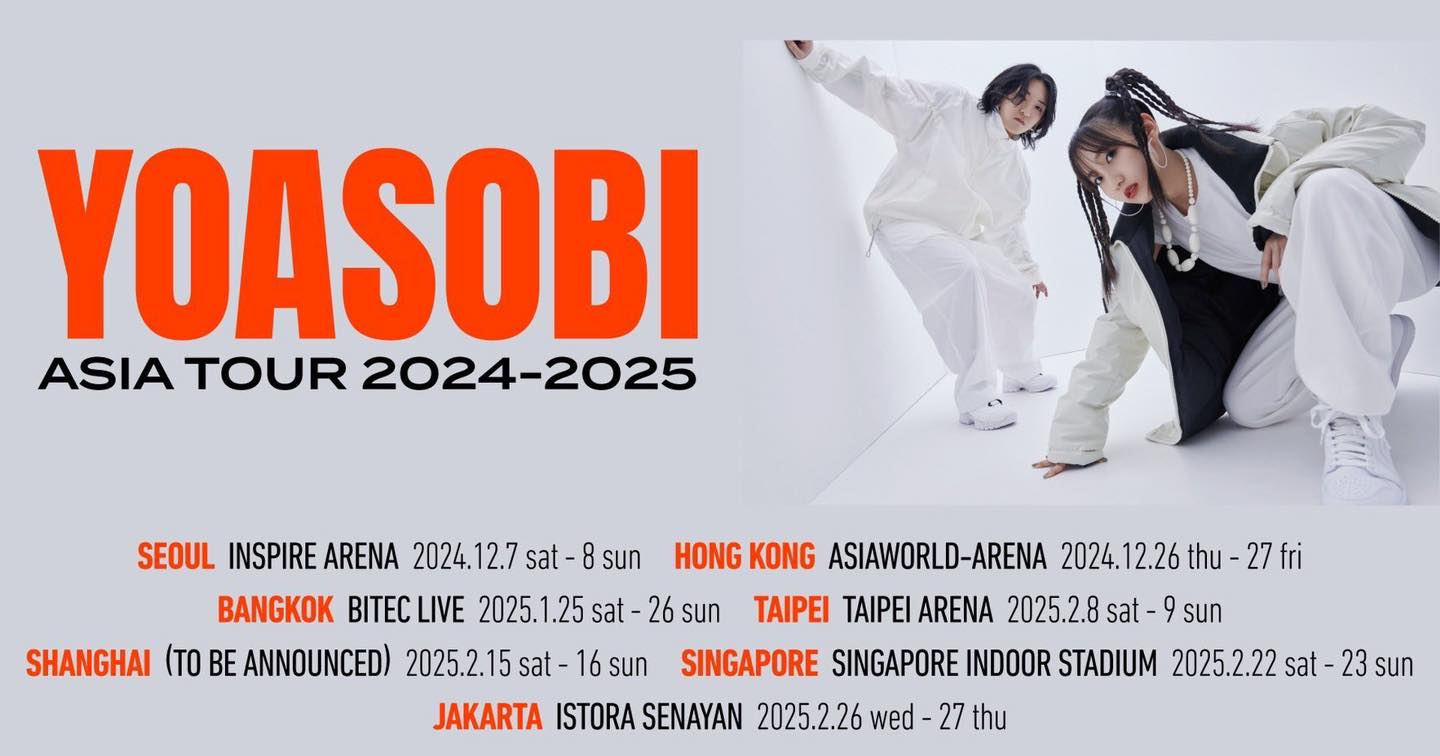 YOASOBI
ASIA TOUR 2024-2025
SEOUL INSPIRE ARENA 2024.12.7 sat - 8 sun HONG KONG ASIAWORLD-ARENA 2024.12.26 thu - 27 fri
BANGKOK BITEC LIVE 2025.1.25 sat - 26 sun TAIPEI TAIPEI ARENA 2025.2.8 sat - 9 sun
SHANGHAI (TO BE ANNOUNCED) 2025.2.15 sat - 16 sun SINGAPORE SINGAPORE INDOOR STADIUM 2025.2.22 sat - 23 sun
JAKARTA ISTORA SENAYAN 2025.2.26 wed - 27 thu